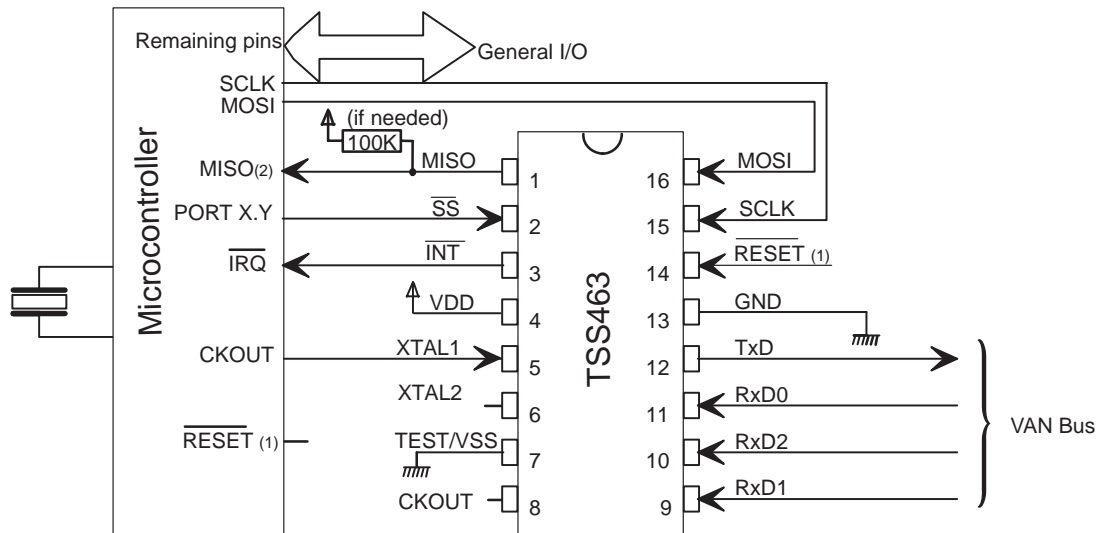 Remaining pins
General I/O
SCLK
MOSI
(if needed)
100K
MISO(2)
MISO
1
16
MOSI
PORT X.Y
SS
2
15
SCLK
IRQ
INT
3
14
RESET (1)
VDD
4
13
GND
CKOUT
XTAL1
5
12
TxD
XTAL2
6
11
RxD0
RESET (1)
TEST/VSS
7
10
RxD2
CKOUT
8
9
RxD1
Microcontroller
TSS463
VAN Bus